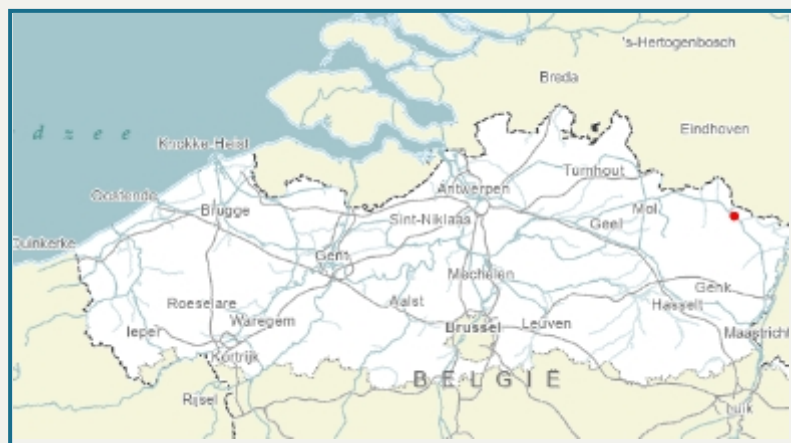 's-Hertogenbosch
Breda
d z e e
Eindhoven
Knokke-Heist
Turnhout
Antwerpen
Oostende
Brugge
Sint-Niklaas
Geel
Mol
Duinkerke
Gent
Mechelen
Genk
Roeselare
Aalst
Hasselt
Ieper
Waregem
Brussel
Leuven
Maastricht
Kortrijk
BELGIË
Rijsel
Luik